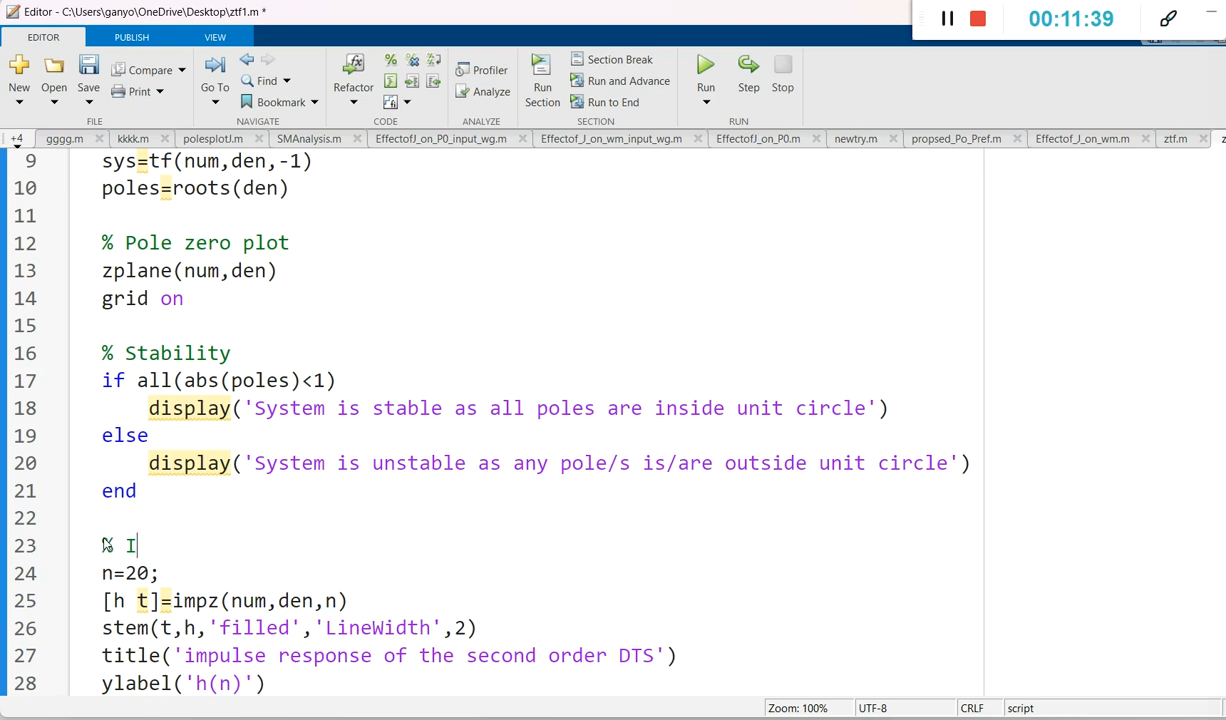 Editor - C:\Users\ganyo\OneDrive\Desktop\ztf1.m *
00:11:39
EDITOR PUBLISH VIEW
New Open Save Compare Print
Go To Find Bookmark
Refactor
Profiler Analyze
Run Section Section Break Run and Advance Run to End
Run Step Stop
FILE NAVIGATE CODE ANALYZE SECTION RUN
+4 gggg.m kkkk.m polesplotJ.m SMAnalysis.m EffectofJ_on_P0_input_wg.m Effectof_J_on_wm_input_wg.m EffectofJ_on_P0.m newtry.m propsed_Po_Pref.m Effectof_J_on_wm.m ztf.m z
9 sys=tf(num,den,-1)
10 poles=roots(den)
11
12 % Pole zero plot
13 zplane(num,den)
14 grid on
15
16 % Stability
17 if all(abs(poles)<1)
18 display('System is stable as all poles are inside unit circle')
19 else
20 display('System is unstable as any pole/s is/are outside unit circle')
21 end
22
23 % I
24 n=20;
25 [h t]=impz(num,den,n)
26 stem(t,h,'filled','LineWidth',2)
27 title('impulse response of the second order DTS')
28 ylabel('h(n)')
Zoom: 100% UTF-8 CRLF script